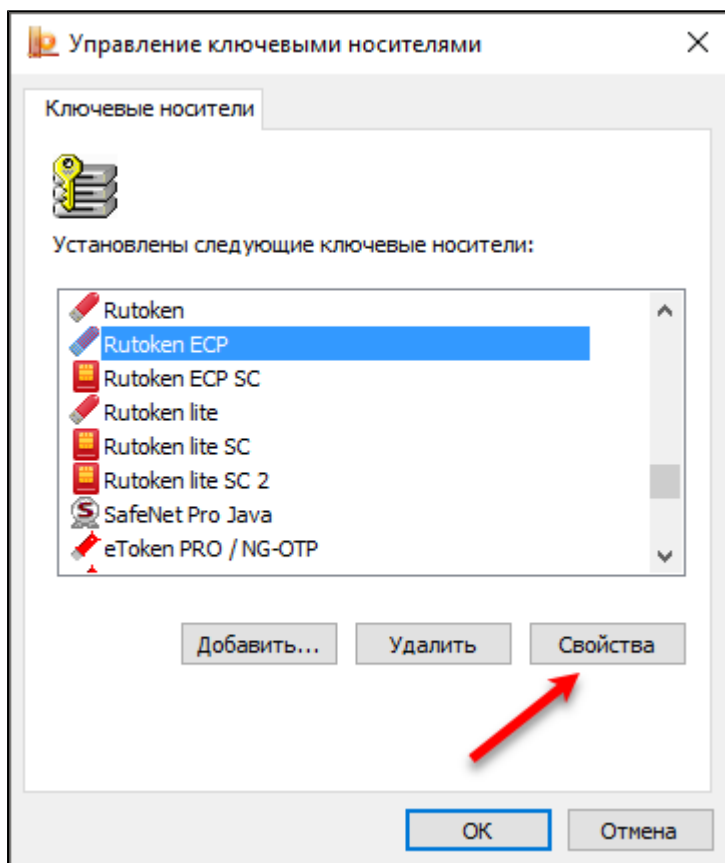 Управление ключевыми носителями
Ключевые носители
Установлены следующие ключевые носители:
Rutoken
Rutoken ECP
Rutoken ECP SC
Rutoken lite
Rutoken lite SC
Rutoken lite SC 2
SafeNet Pro Java
eToken PRO / NG-OTP
Добавить...
Удалить
Свойства
ОК
Отмена